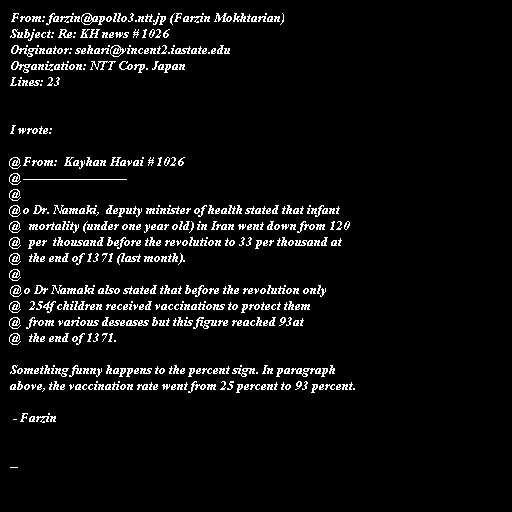 From: farzin@apollo3.ntt.jp (Farzin Mokhtarian)
Subject: Re: KH news # 1026
Originator: sehari@vincent2.iastate.edu
Organization: NTT Corp. Japan
Lines: 23
I wrote:
@ From:  Kayhan Havai # 1026
@ ________________
@
@ o Dr. Namaki,  deputy minister of health stated that infant
@   mortality (under one year old) in Iran went down from 120
@   per  thousand before the revolution to 33 per thousand at
@   the end of 1371 (last month).
@
@ o Dr Namaki also stated that before the revolution only
@   254f children received vaccinations to protect them
@   from various deseases but this figure reached 93at
@   the end of 1371.
Something funny happens to the percent sign. In paragraph
above, the vaccination rate went from 25 percent to 93 percent.
- Farzin
--